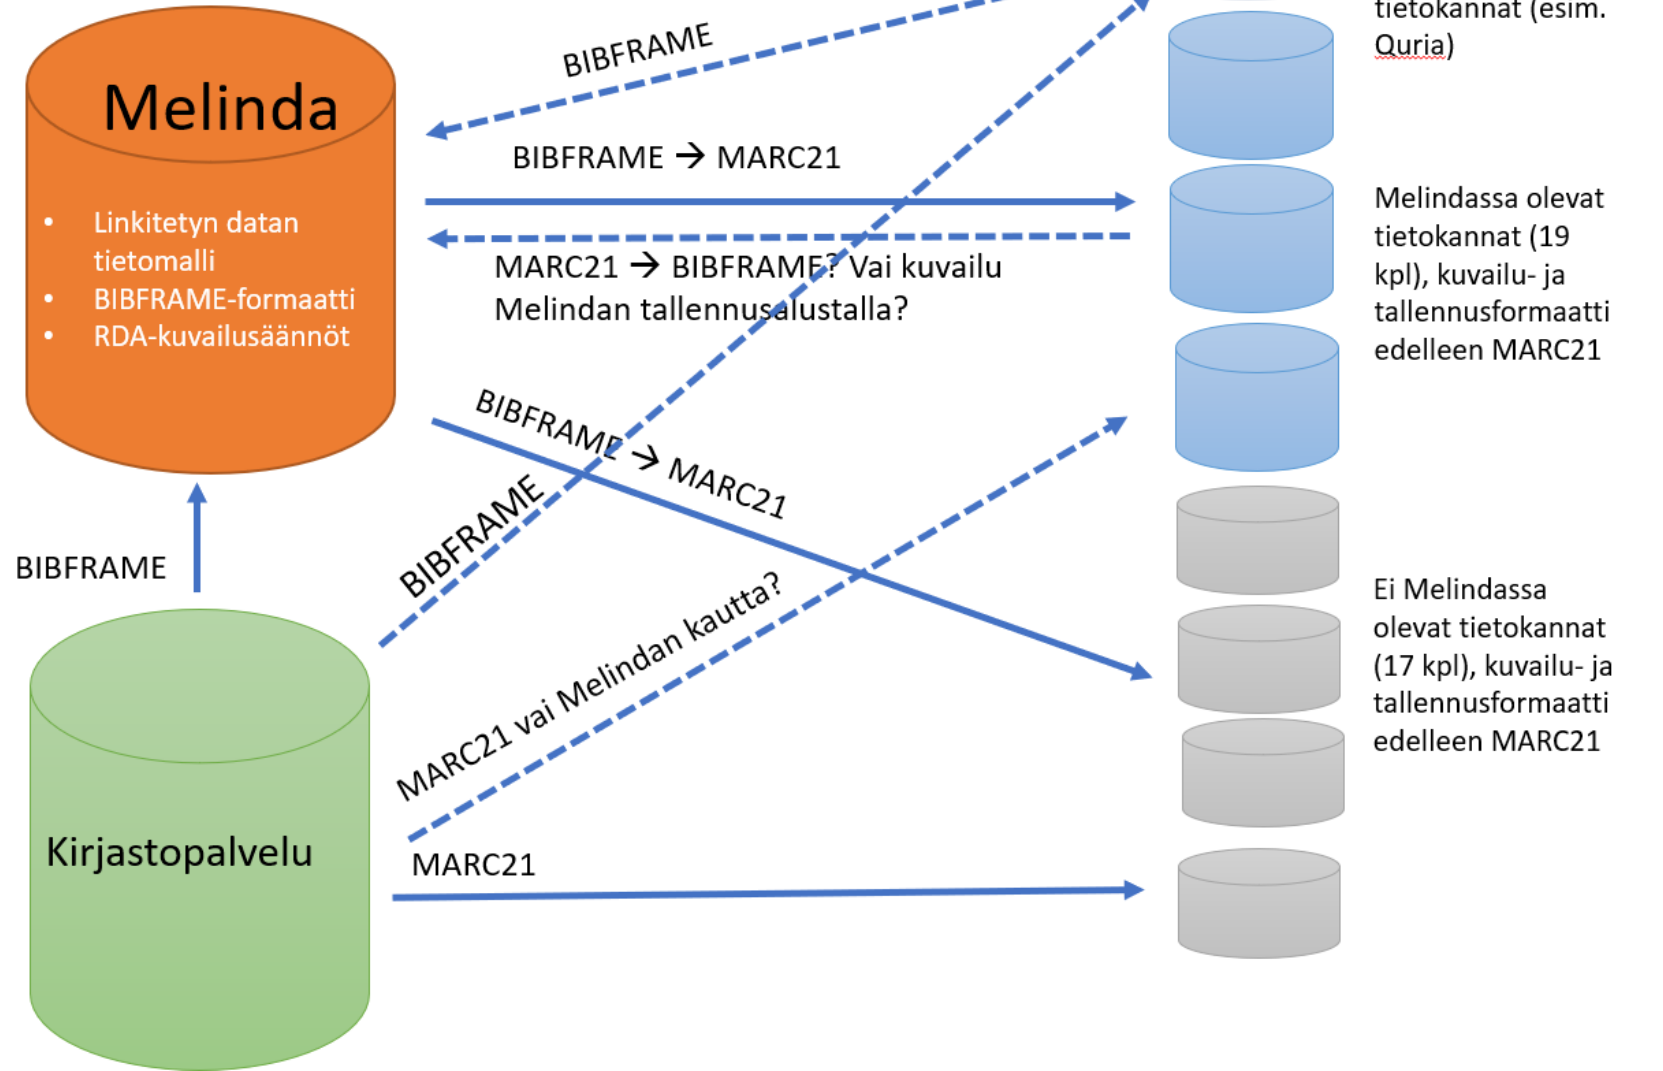 tietokannat (esim.
Quria)
BIBFRAME
Melinda
BIBFRAME → MARC21
• Linkitetyn datan
tietomalli
• BIBFRAME-formaatti
• RDA-kuvailusäännöt
Melindassa olevat
tietokannat (19
kpl), kuvailu- ja
tallennusformaatti
edelleen MARC21
MARC21 → BIBFRAME? Vai kuvailu
Melindan tallennusalustalla?
BIBFRAME → MARC21
BIBFRAME
BIBFRAME
MARC21 vai Melindan kautta?
Ei Melindassa
olevat tietokannat
(17 kpl), kuvailu- ja
tallennusformaatti
edelleen MARC21
Kirjastopalvelu
MARC21